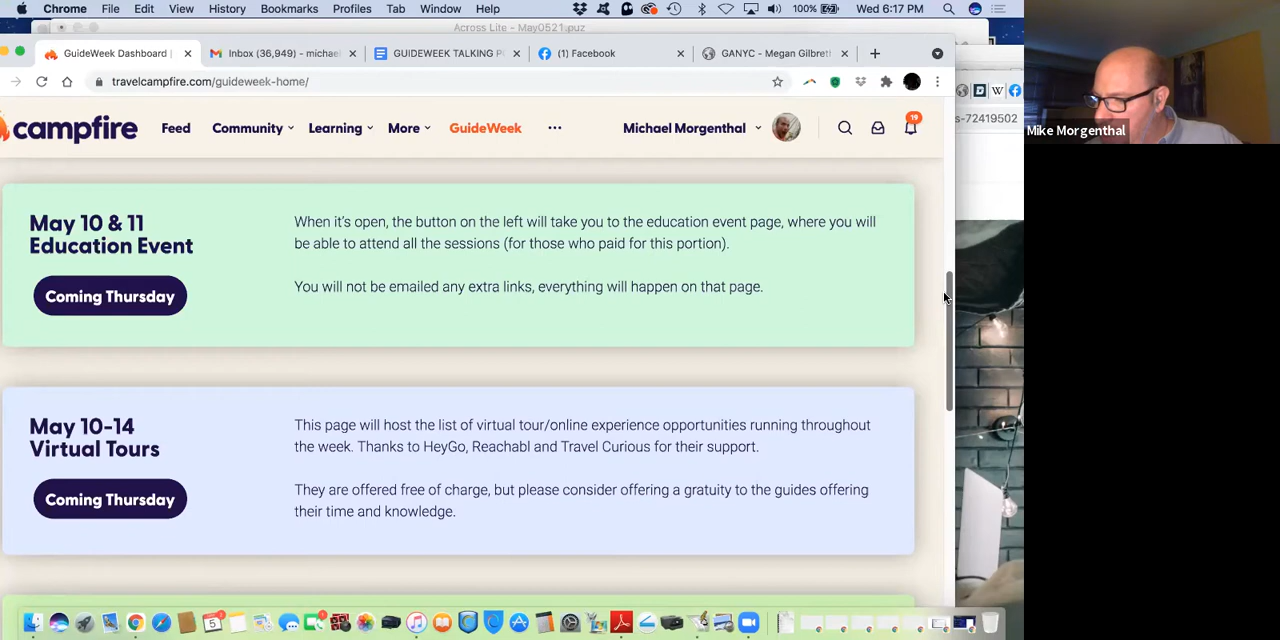 Chrome File Edit View History Bookmarks Profiles Tab Window Help 100% Wed 6:17 PM
Across Lite - May0521.puz
GuideWeek Dashboard | Inbox (36,949) - michae GUIDEWEEK TALKING P (1) Facebook GANYC - Megan Gilbret
travelcampfire.com/guideweek-home/
s-72419502
Mike Morgenthal
campfire Feed Community Learning More GuideWeek ... Michael Morgenthal 19
May 10 & 11
Education Event
Coming Thursday
When it's open, the button on the left will take you to the education event page, where you will
be able to attend all the sessions (for those who paid for this portion).
You will not be emailed any extra links, everything will happen on that page.
May 10-14
Virtual Tours
Coming Thursday
This page will host the list of virtual tour/online experience opportunities running throughout
the week. Thanks to HeyGo, Reachabl and Travel Curious for their support.
They are offered free of charge, but please consider offering a gratuity to the guides offering
their time and knowledge.
5